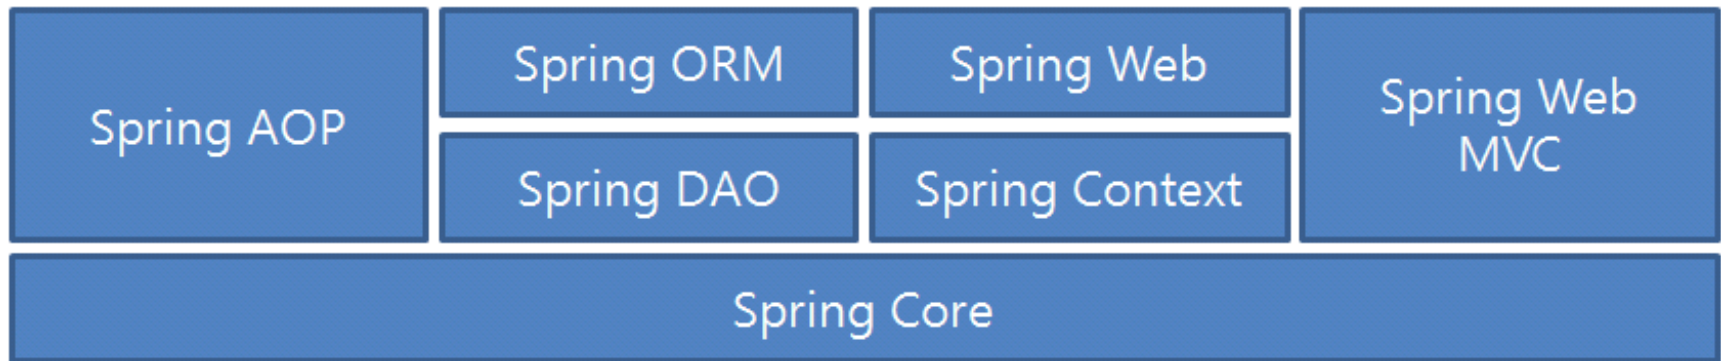 Spring AOP
Spring ORM
Spring DAO
Spring Web
Spring Context
Spring Web
MVC
Spring Core